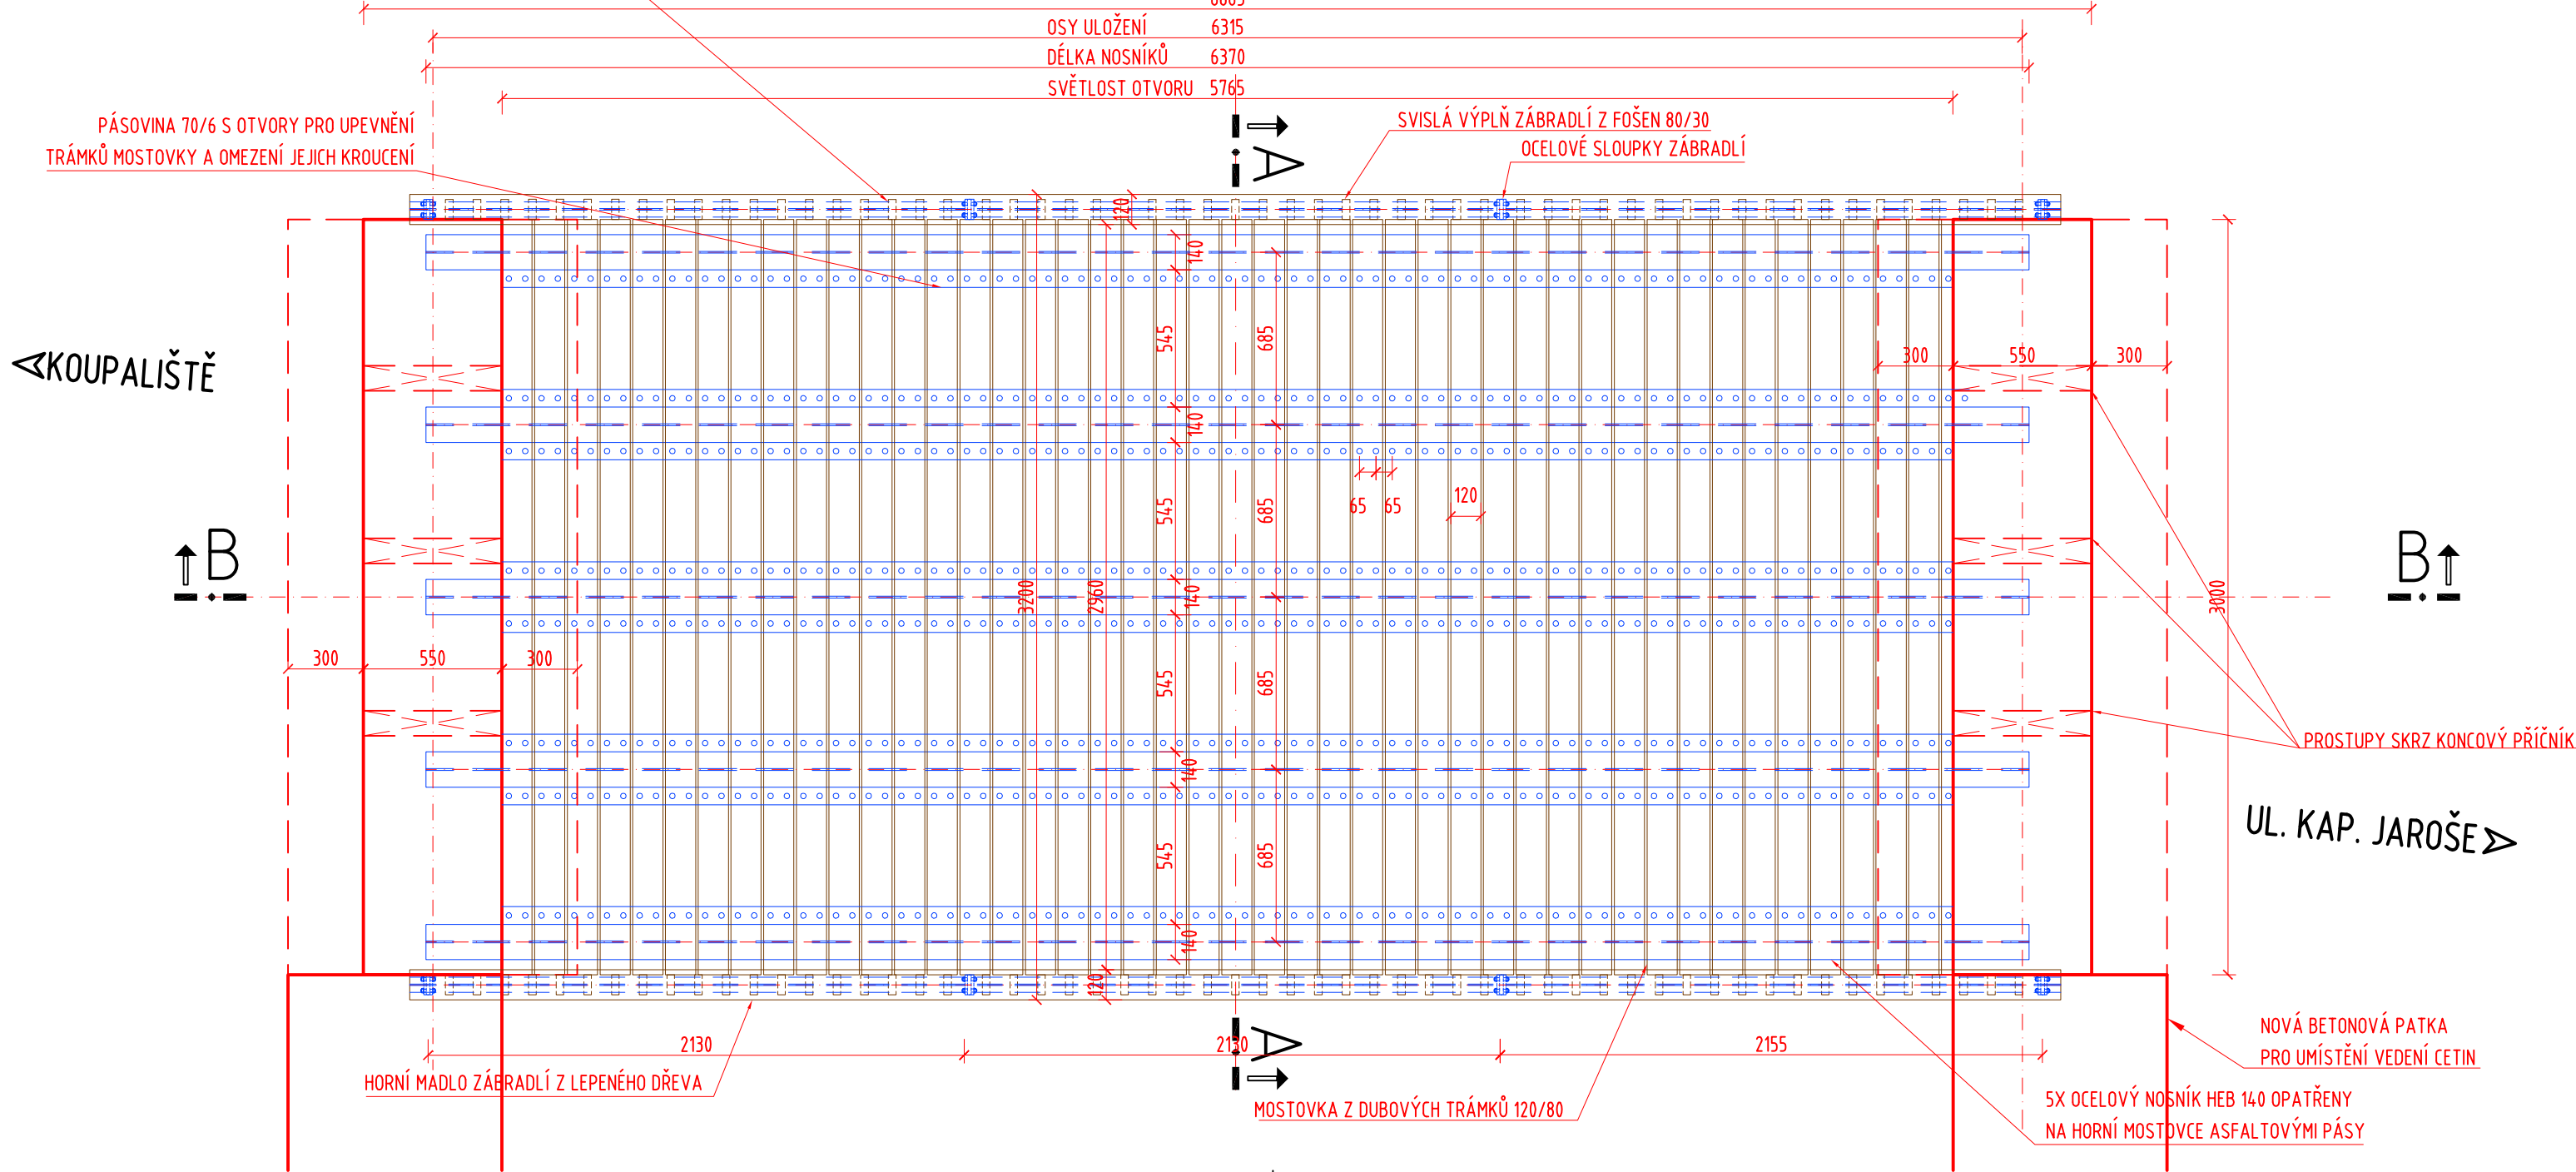 OSY ULOŽENÍ 6315
DÉLKA NOSNÍKŮ 6370
SVĚTLOST OTVORU 5765
PÁSOVINA 70/6 S OTVORY PRO UPEVNĚNÍ
TRÁMKŮ MOSTOVKY A OMEZENÍ JEJICH KROUCENÍ
SVISLÁ VÝPLŇ ZÁBRADLÍ Z FOŠEN 80/30
OCELOVÉ SLOUPKY ZÁBRADLÍ
A
120
140
545
685
KOUPALIŠTĚ
300
550
300
140
65
65
120
545
685
B
B
3200
2960
140
3000
300
550
300
545
685
PROSTUPY SKRZ KONCOVÝ PŘÍČNÍK
140
UL. KAP. JAROŠE
545
685
140
120
2130
2130
2155
A
NOVÁ BETONOVÁ PATKA
PRO UMÍSTĚNÍ VEDENÍ CETIN
HORNÍ MADLO ZÁBRADLÍ Z LEPENÉHO DŘEVA
MOSTOVKA Z DUBOVÝCH TRÁMKŮ 120/80
5X OCELOVÝ NOSNÍK HEB 140 OPATŘENY
NA HORNÍ MOSTOVCE ASFALTOVÝMI PÁSY